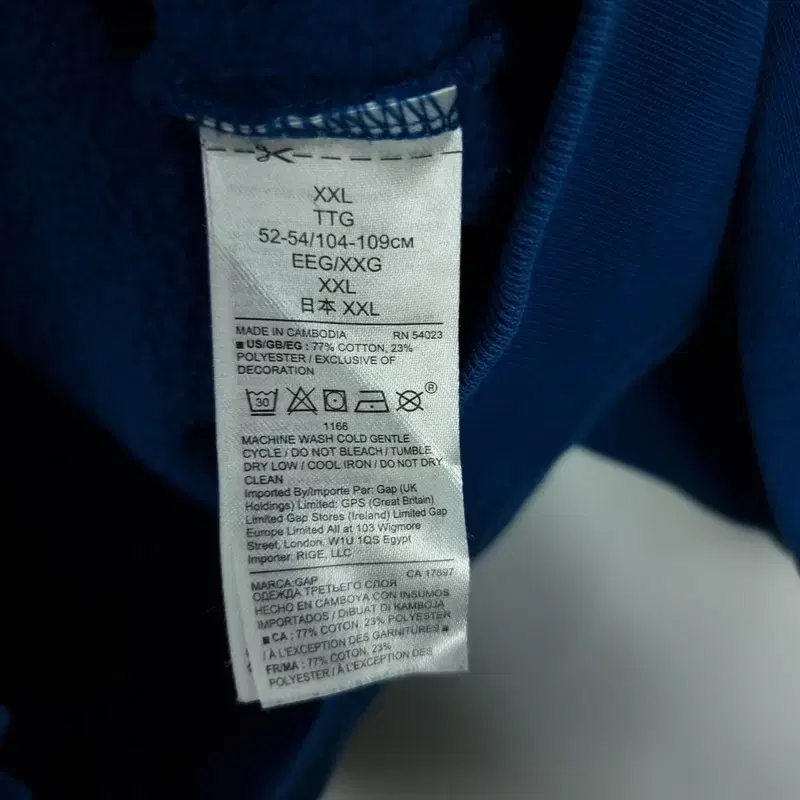 XXL
TTG
52-54/104-109CM
EEG/XXG
XXL
日本 XXL
MADE IN CAMBODIA RN 54023
■ US/GB/EG : 77% COTTON, 23%
POLYESTER / EXCLUSIVE OF
DECORATION
30 ®
1166
MACHINE WASH COLD GENTLE
CYCLE / DO NOT BLEACH / TUMBLE
DRY LOW / COOL IRON / DO NOT DRY
CLEAN
Imported By/Importe Par: Gap (UK
Holdings) Limited: GPS (Great Britain)
Limited Gap Stores (Ireland) Limited Gap
Europe Limited All at 103 Wigmore
Street, London, W1U 1QS Egypt
Importer: RIGE, LLC
MARCA:GAP CA 17897
ОДЕЖДА ТРЕТЬЕГО СЛОЯ
HECHO EN CAMBOYA CON INSUMOS
IMPORTADOS / DIBUAT DI KAMBOJA
■ CA : 77% COTON, 23% POLYESTER
/ À L'EXCEPTION DES GARNITURES ■
FR/MA : 77% COTON, 23%
POLYESTER / À L'EXCEPTION DES